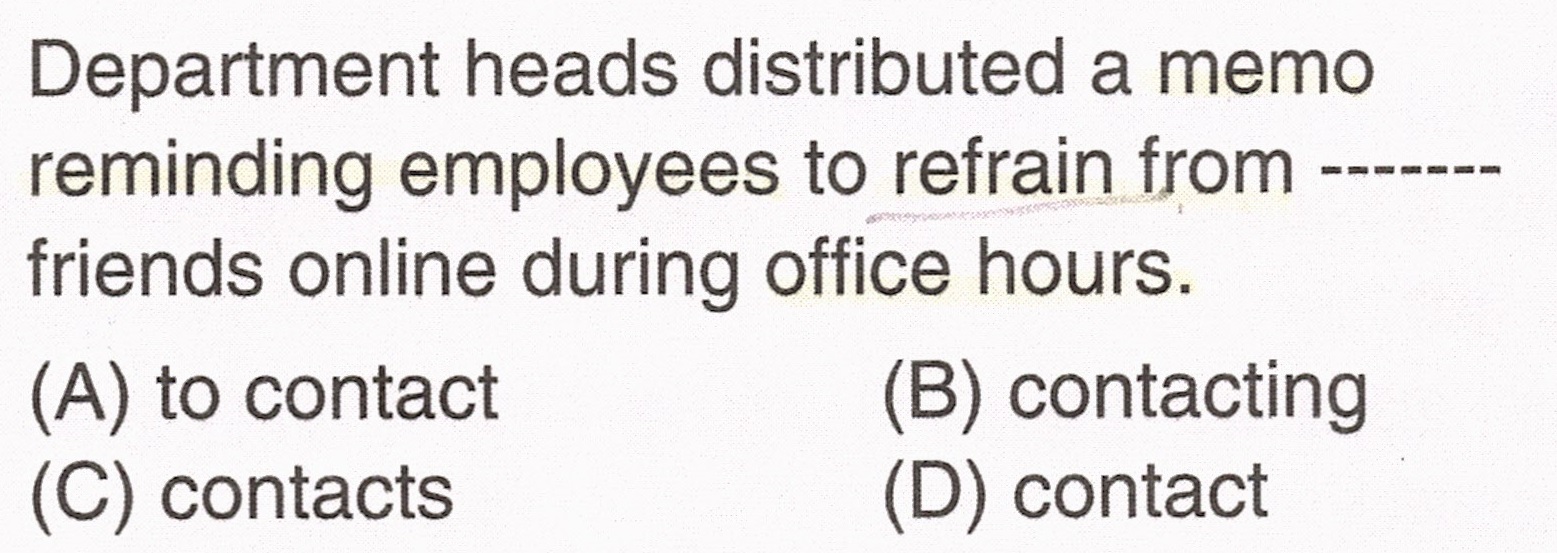 Department heads distributed a memo
reminding employees to refrain from -------
friends online during office hours.
(A) to contact (B) contacting
(C) contacts (D) contact